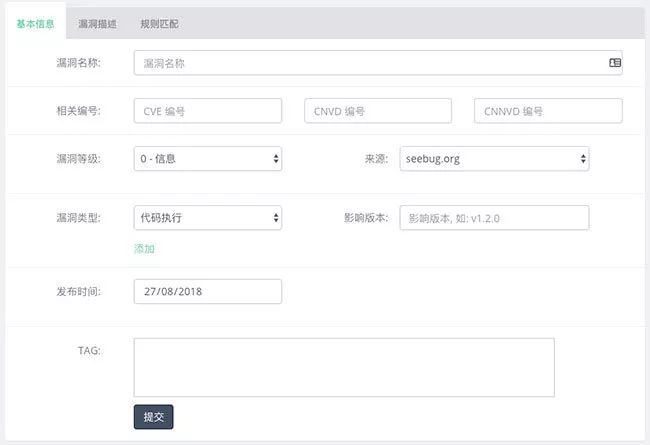 基本信息 漏洞描述 规则匹配
漏洞名称: 漏洞名称
相关编号: CVE 编号 CNVD 编号 CNNVD 编号
漏洞等级: 0 - 信息 来源: seebug.org
漏洞类型: 代码执行 影响版本: 影响版本, 如: v1.2.0
添加
发布时间: 27/08/2018
TAG:
提交